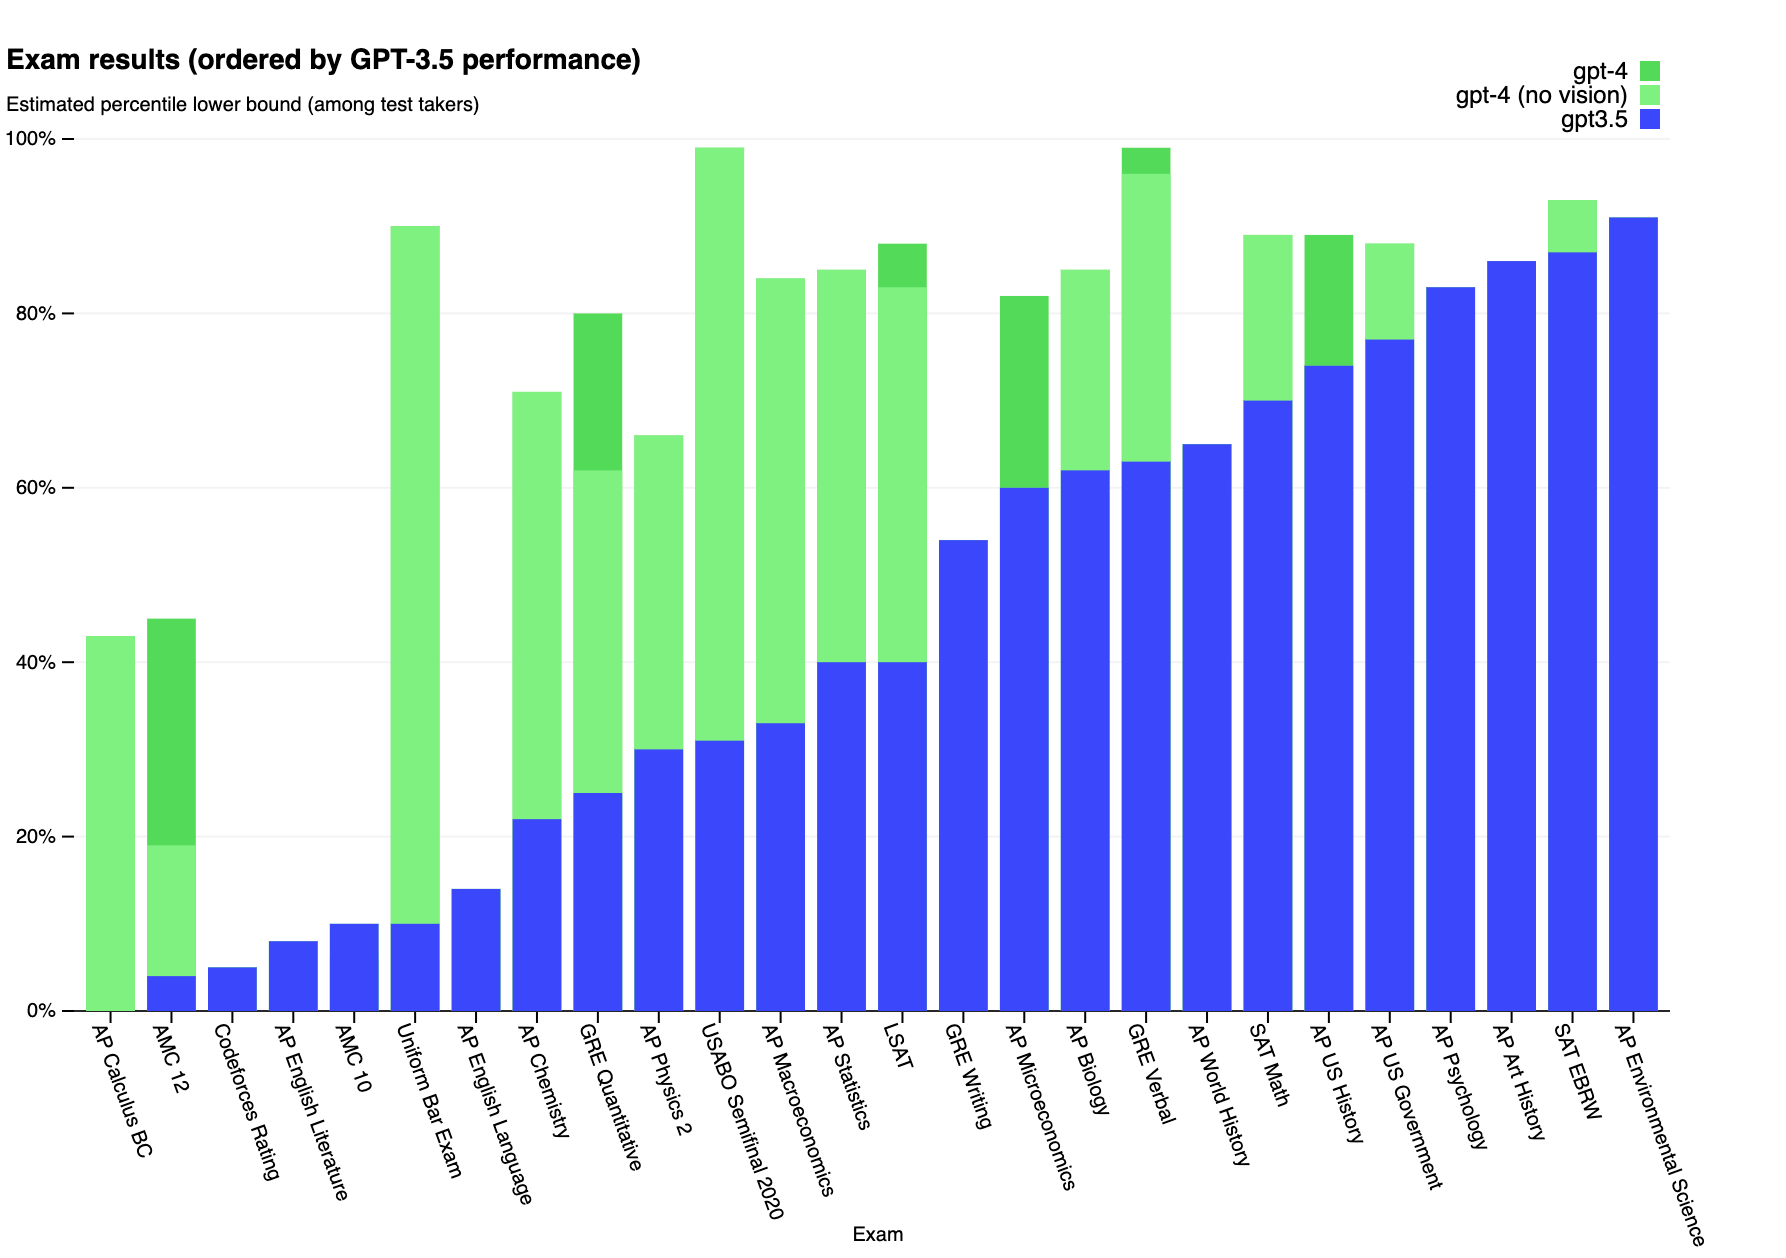 Exam results (ordered by GPT-3.5 performance)
Estimated percentile lower bound (among test takers)
gpt-4
gpt-4 (no vision)
gpt3.5
100%
80%
60%
40%
20%
0%
AP Calculus BC
AMC 12
Codeforces Rating
AP English Literature
AMC 10
Uniform Bar Exam
AP English Language
AP Chemistry
GRE Quantitative
AP Physics 2
USABO Semifinal 2020
AP Macroeconomics
AP Statistics
LSAT
GRE Writing
AP Microeconomics
AP Biology
GRE Verbal
AP World History
SAT Math
AP US History
AP US Government
AP Psychology
AP Art History
SAT EBRW
AP Environmental Science
Exam